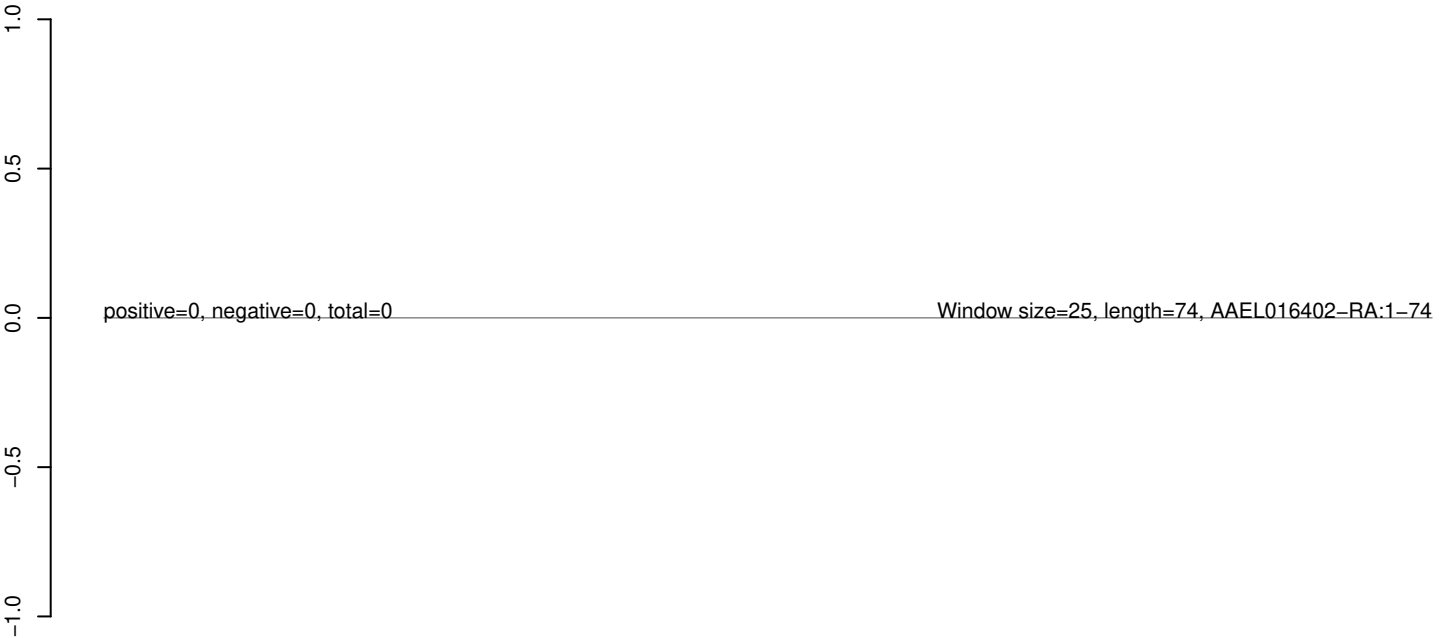 1.0
0.5
0.0
−0.5
−1.0
positive=0, negative=0, total=0
Window size=25, length=74, AAEL016402−RA:1−74